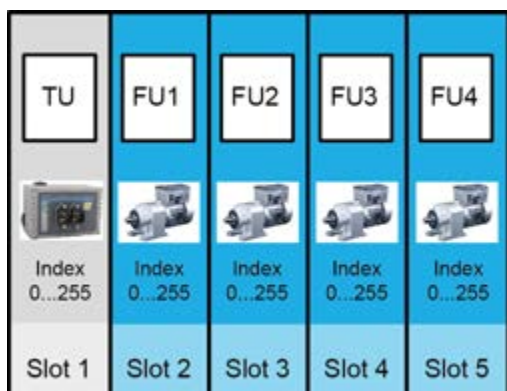 TU
FU1
FU2
FU3
FU4
Index
0...255
Index
0...255
Index
0...255
Index
0...255
Index
0...255
Slot 1
Slot 2
Slot 3
Slot 4
Slot 5